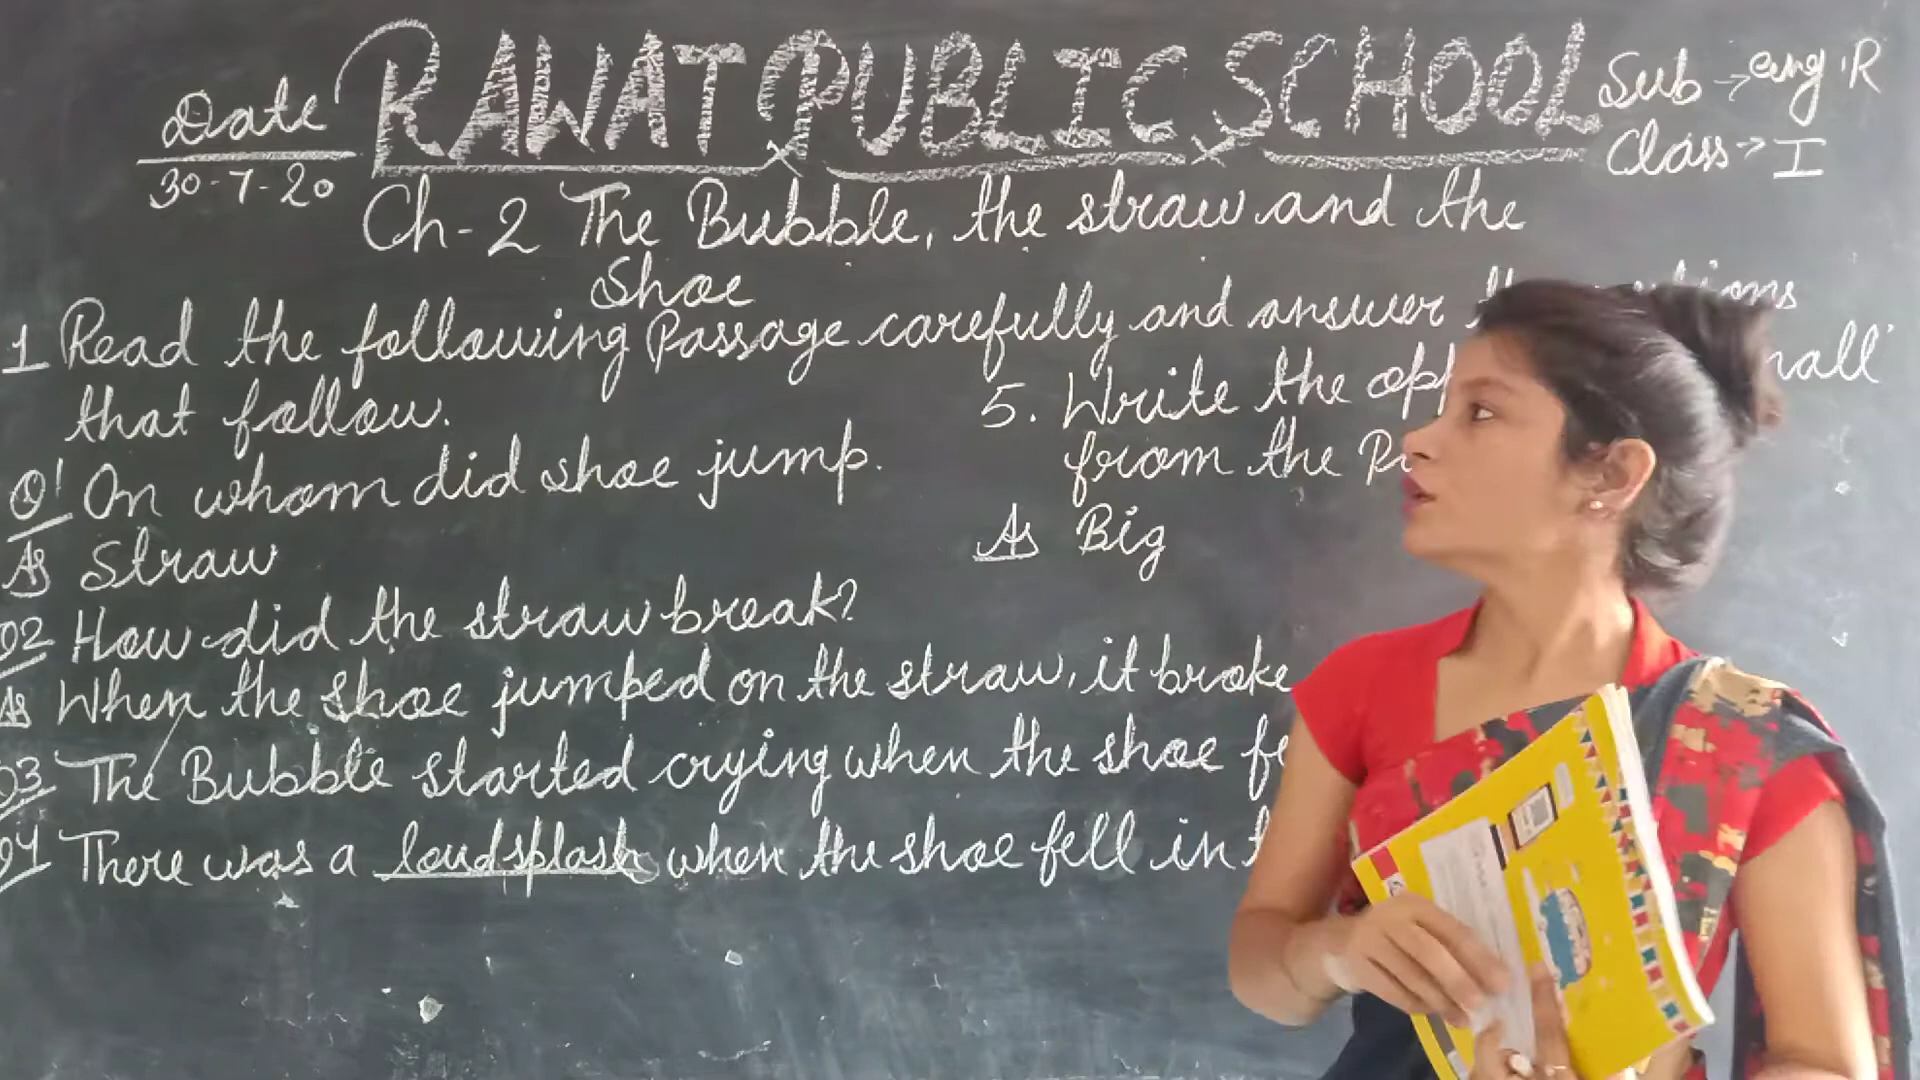 RAWAT PUBLIC SCHOOL
Date
30-7-20
Sub → eng.R
Class → I
Ch-2 The Bubble, the straw and the
Shoe
1 Read the following Passage carefully and answer
that follow.
Q1 On whom did shoe jump.
As Straw
Q2 How did the straw break?
As When the shoe jumped on the straw, it broke
Q3 The Bubble started crying when the shoe
Q4 There was a loud splash when the shoe fell in
5. Write the
from the
As Big